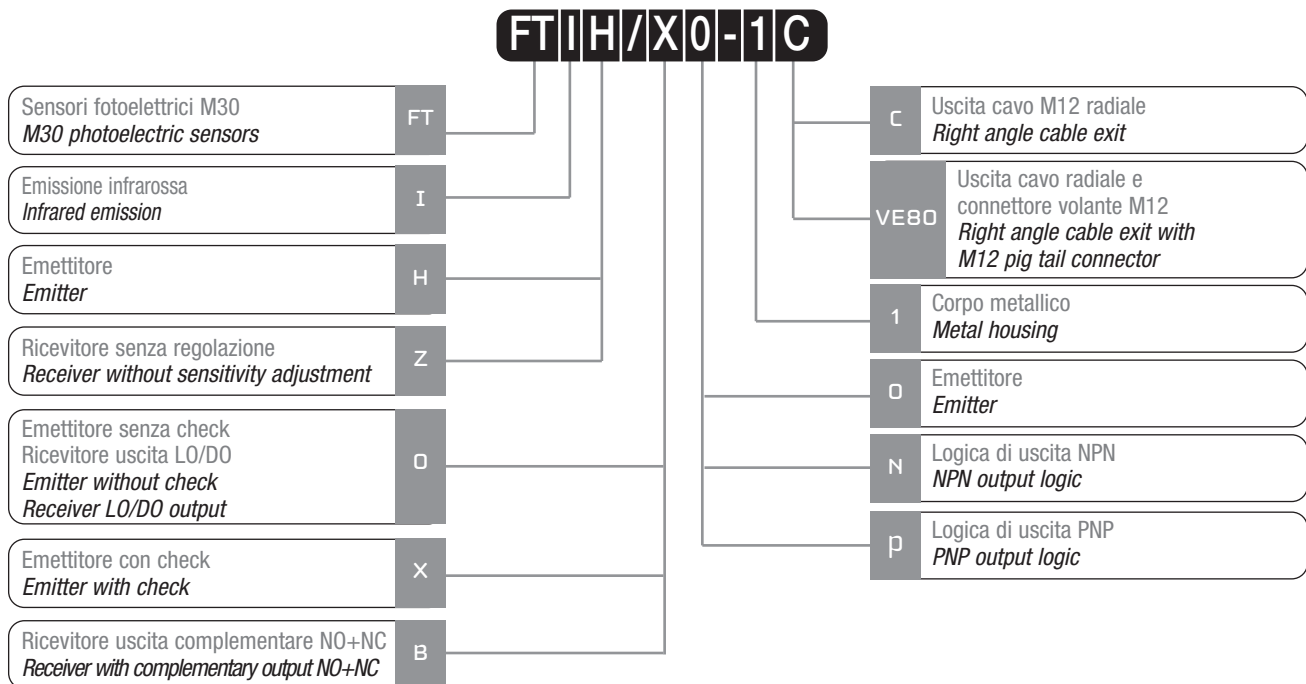 FTIH/X0-1C
Sensori fotoelettrici M30
M30 photoelectric sensors
FT
Emissione infrarossa
Infrared emission
I
Emettitore
Emitter
H
Ricevitore senza regolazione
Receiver without sensitivity adjustment
Z
Emettitore senza check
Ricevitore uscita LO/DO
Emitter without check
Receiver LO/DO output
0
Emettitore con check
Emitter with check
X
Ricevitore uscita complementare NO+NC
Receiver with complementary output NO+NC
B
C
Uscita cavo M12 radiale
Right angle cable exit
VE80
Uscita cavo radiale e
connettore volante M12
Right angle cable exit with
M12 pig tail connector
1
Corpo metallico
Metal housing
0
Emettitore
Emitter
N
Logica di uscita NPN
NPN output logic
P
Logica di uscita PNP
PNP output logic